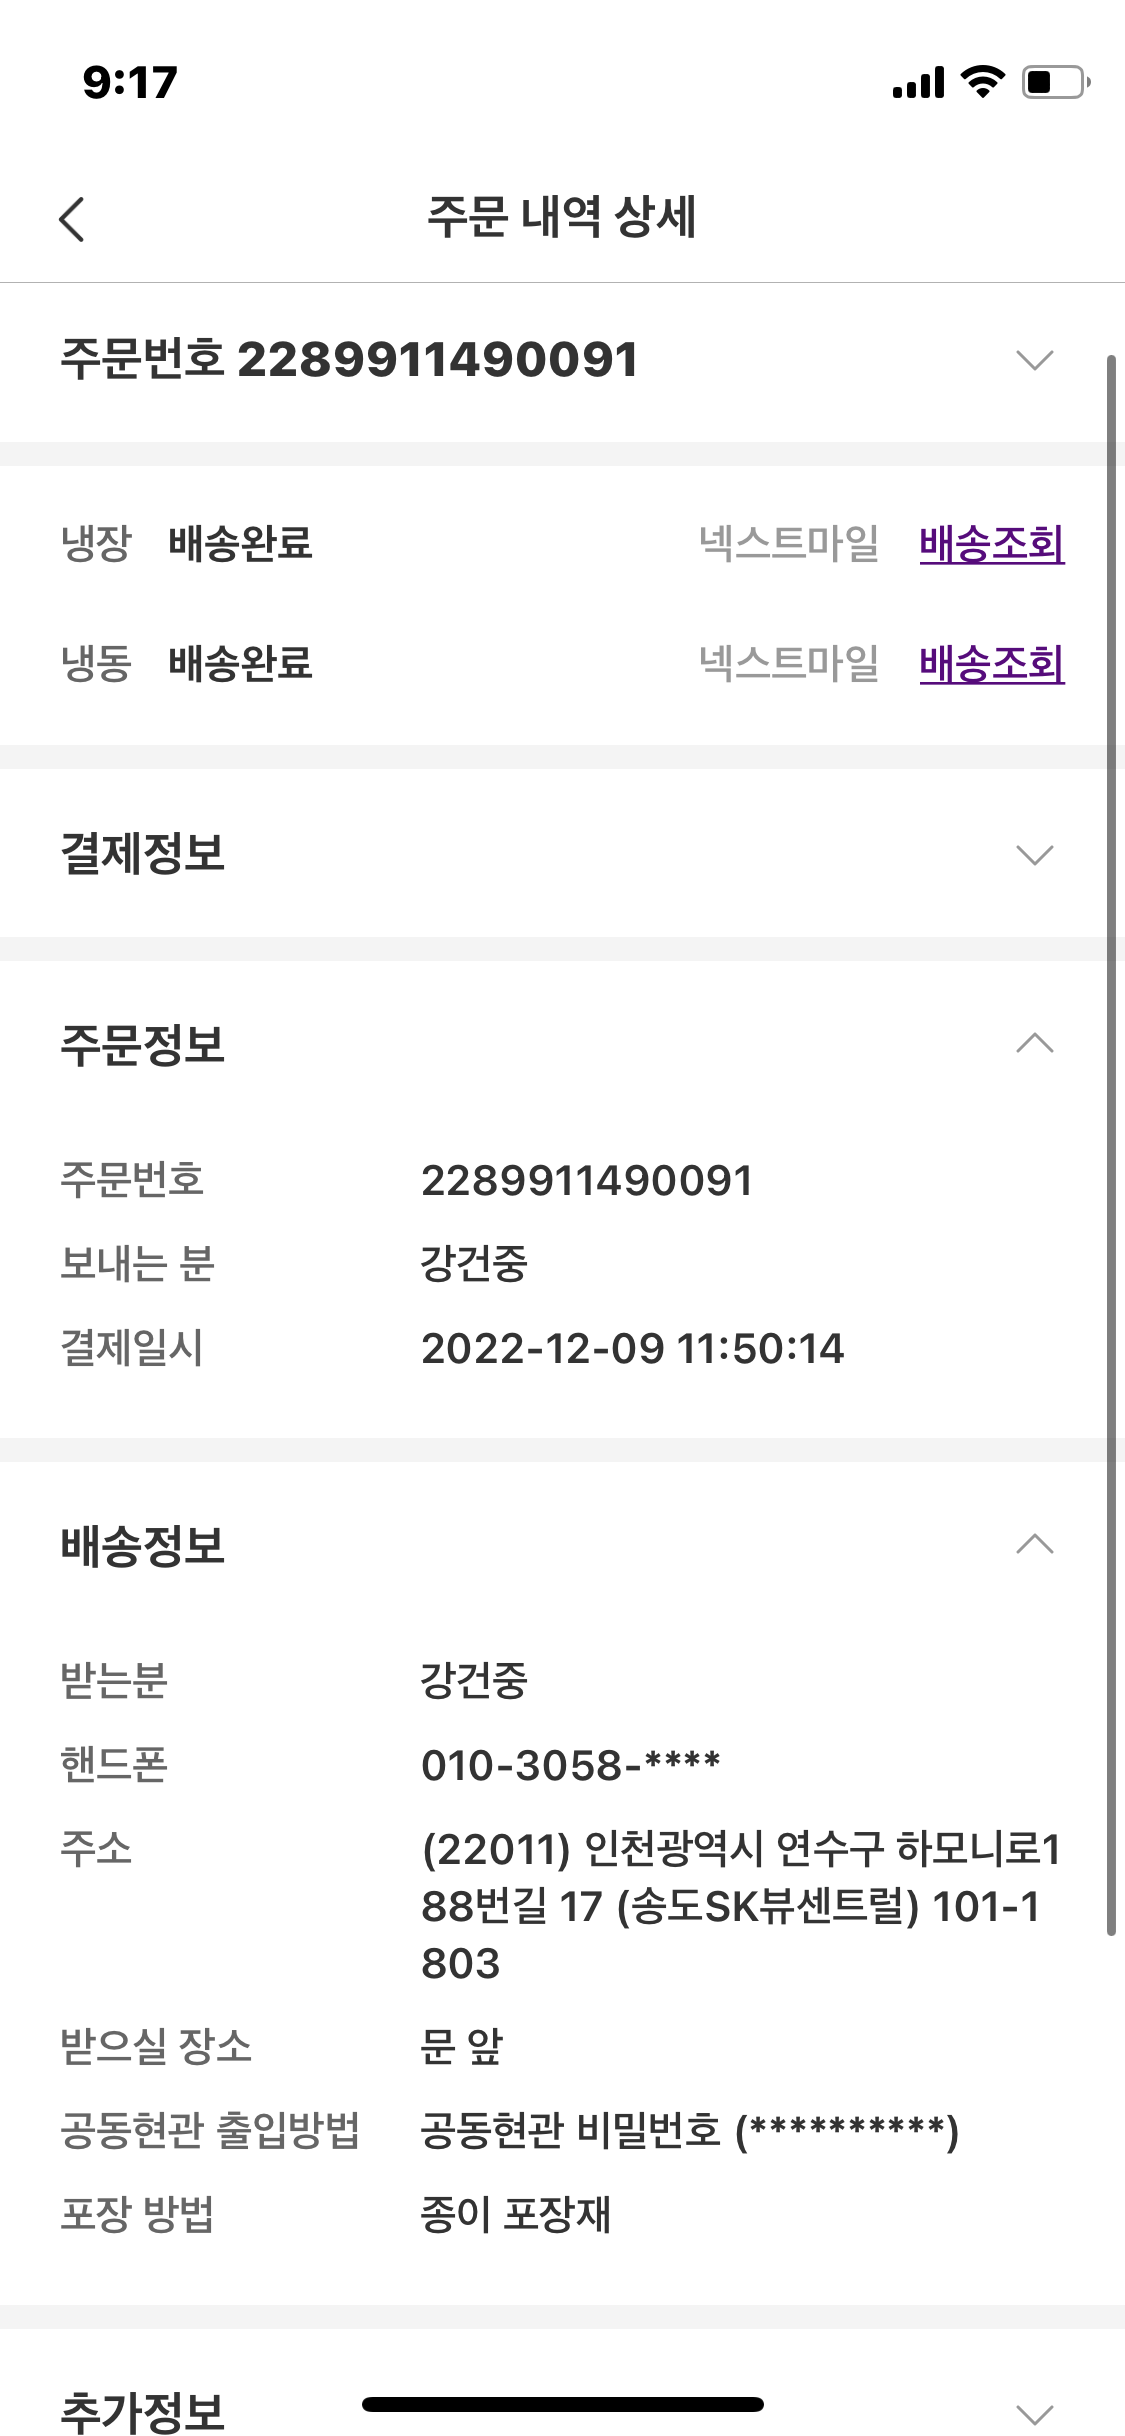 9:17
주문 내역 상세
주문번호 2289911490091
냉장 배송완료 넥스트마일 배송조회
냉동 배송완료 넥스트마일 배송조회
결제정보
주문정보
주문번호 2289911490091
보내는 분 강건중
결제일시 2022-12-09 11:50:14
배송정보
받는분 강건중
핸드폰 010-3058-****
주소 (22011) 인천광역시 연수구 하모니로1
88번길 17 (송도SK뷰센트럴) 101-1
803
받으실 장소 문 앞
공동현관 출입방법 공동현관 비밀번호 (**********)
포장 방법 종이 포장재
추가정보